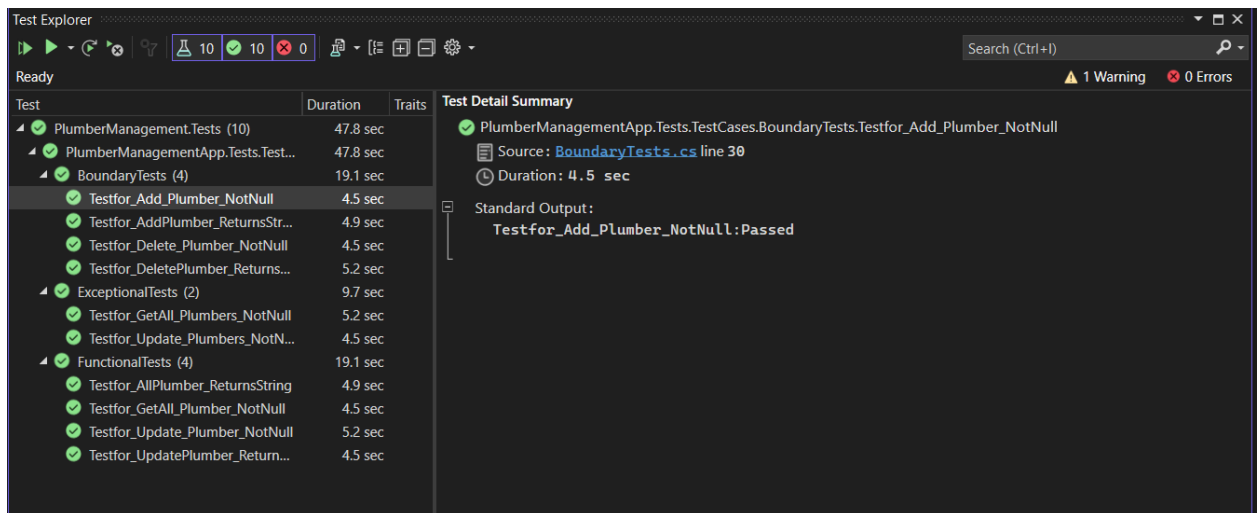 Test Explorer
10 10 0 Search (Ctrl+I)
Ready 1 Warning 0 Errors
Test Duration Traits
PlumberManagement.Tests (10) 47.8 sec
PlumberManagementApp.Tests.Test... 47.8 sec
BoundaryTests (4) 19.1 sec
Testfor_Add_Plumber_NotNull 4.5 sec
Testfor_AddPlumber_ReturnsStr... 4.9 sec
Testfor_Delete_Plumber_NotNull 4.5 sec
Testfor_DeletePlumber_Returns... 5.2 sec
ExceptionalTests (2) 9.7 sec
Testfor_GetAll_Plumbers_NotNull 5.2 sec
Testfor_Update_Plumbers_NotN... 4.5 sec
FunctionalTests (4) 19.1 sec
Testfor_AllPlumber_ReturnsString 4.9 sec
Testfor_GetAll_Plumber_NotNull 4.5 sec
Testfor_Update_Plumber_NotNull 5.2 sec
Testfor_UpdatePlumber_Return... 4.5 sec
Test Detail Summary
PlumberManagementApp.Tests.TestCases.BoundaryTests.Testfor_Add_Plumber_NotNull
Source: BoundaryTests.cs line 30
Duration: 4.5 sec
Standard Output:
Testfor_Add_Plumber_NotNull:Passed